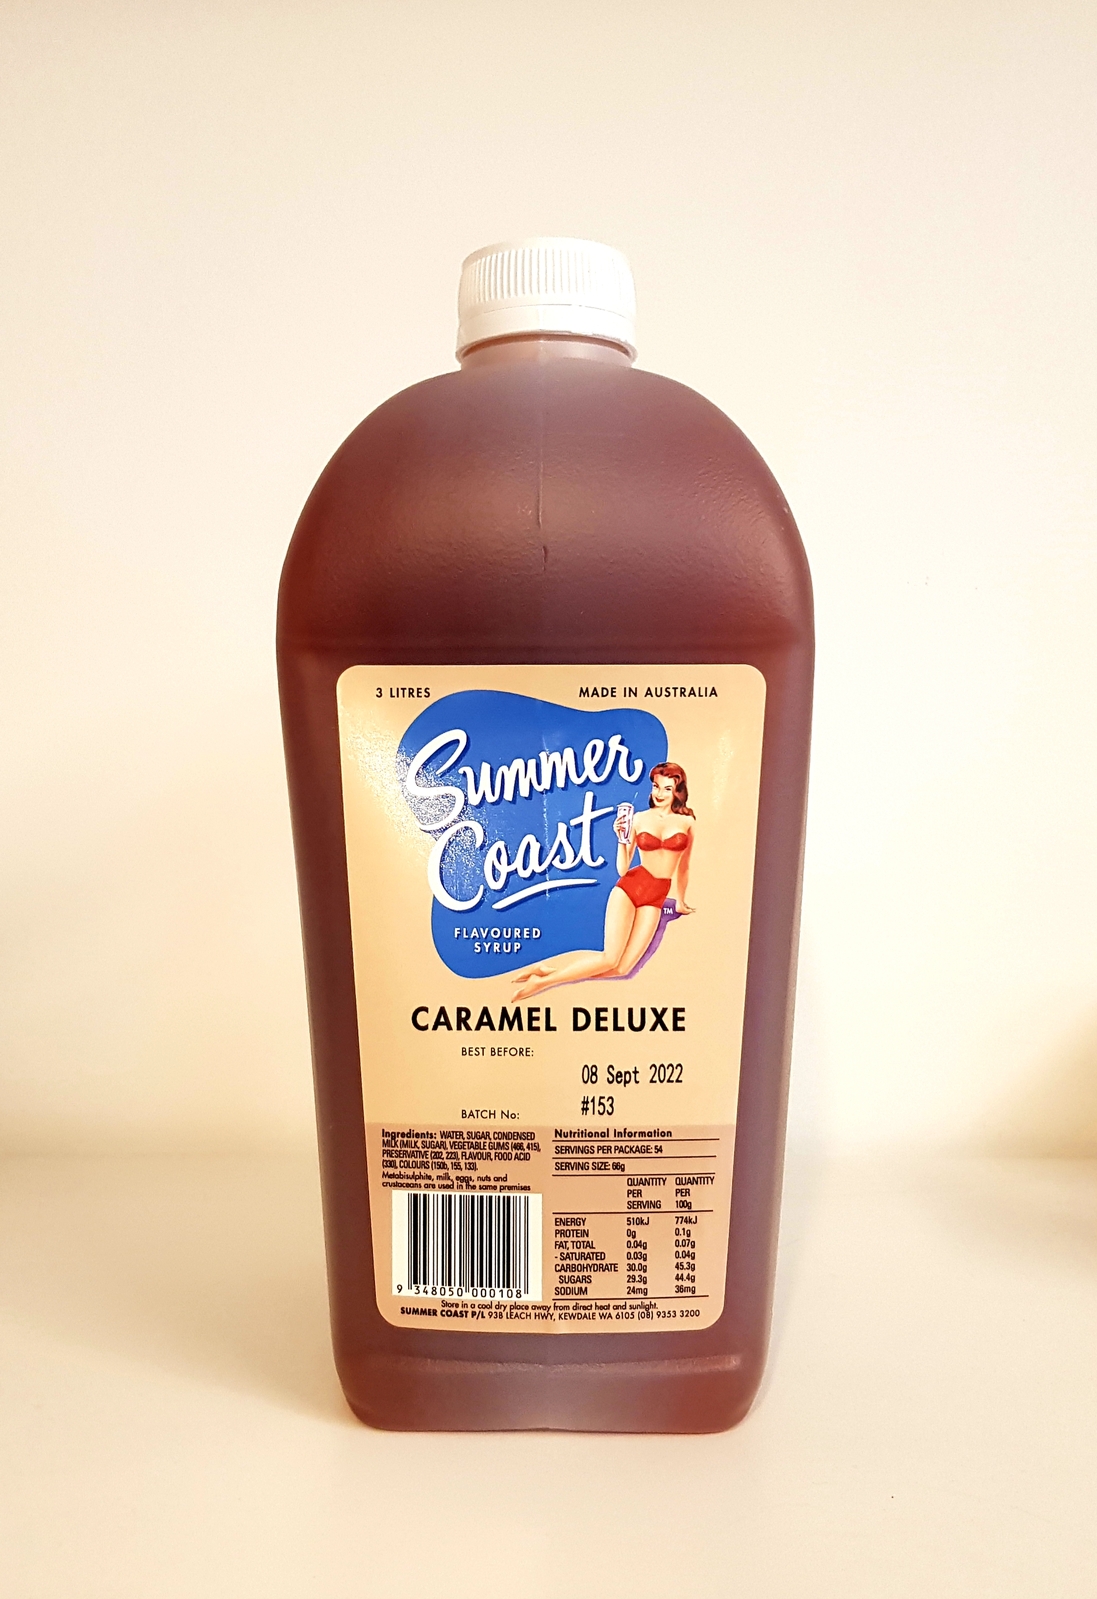 3 LITRES
MADE IN AUSTRALIA
Summer
Coast
TM
FLAVOURED
SYRUP
CARAMEL DELUXE
BEST BEFORE:
08 Sept 2022
BATCH No:
#153
Ingredients: WATER, SUGAR, CONDENSED
MILK (MILK, SUGAR), VEGETABLE GUMS (466, 415),
PRESERVATIVE (202, 223), FLAVOUR, FOOD ACID
(330), COLOURS (150b, 155, 133).
Metabisulphite, milk, eggs, nuts and
crustaceans are used in the same premises
9 348050 000108
Nutritional Information
SERVINGS PER PACKAGE: 54
SERVING SIZE: 66g
QUANTITY QUANTITY
PER PER
SERVING 100g
ENERGY 510kJ 774kJ
PROTEIN 0g 0.1g
FAT, TOTAL 0.04g 0.07g
- SATURATED 0.03g 0.04g
CARBOHYDRATE 30.0g 45.3g
SUGARS 29.3g 44.4g
SODIUM 24mg 36mg
Store in a cool dry place away from direct heat and sunlight.
SUMMER COAST P/L 93B LEACH HWY, KEWDALE WA 6105 (08) 9353 3200